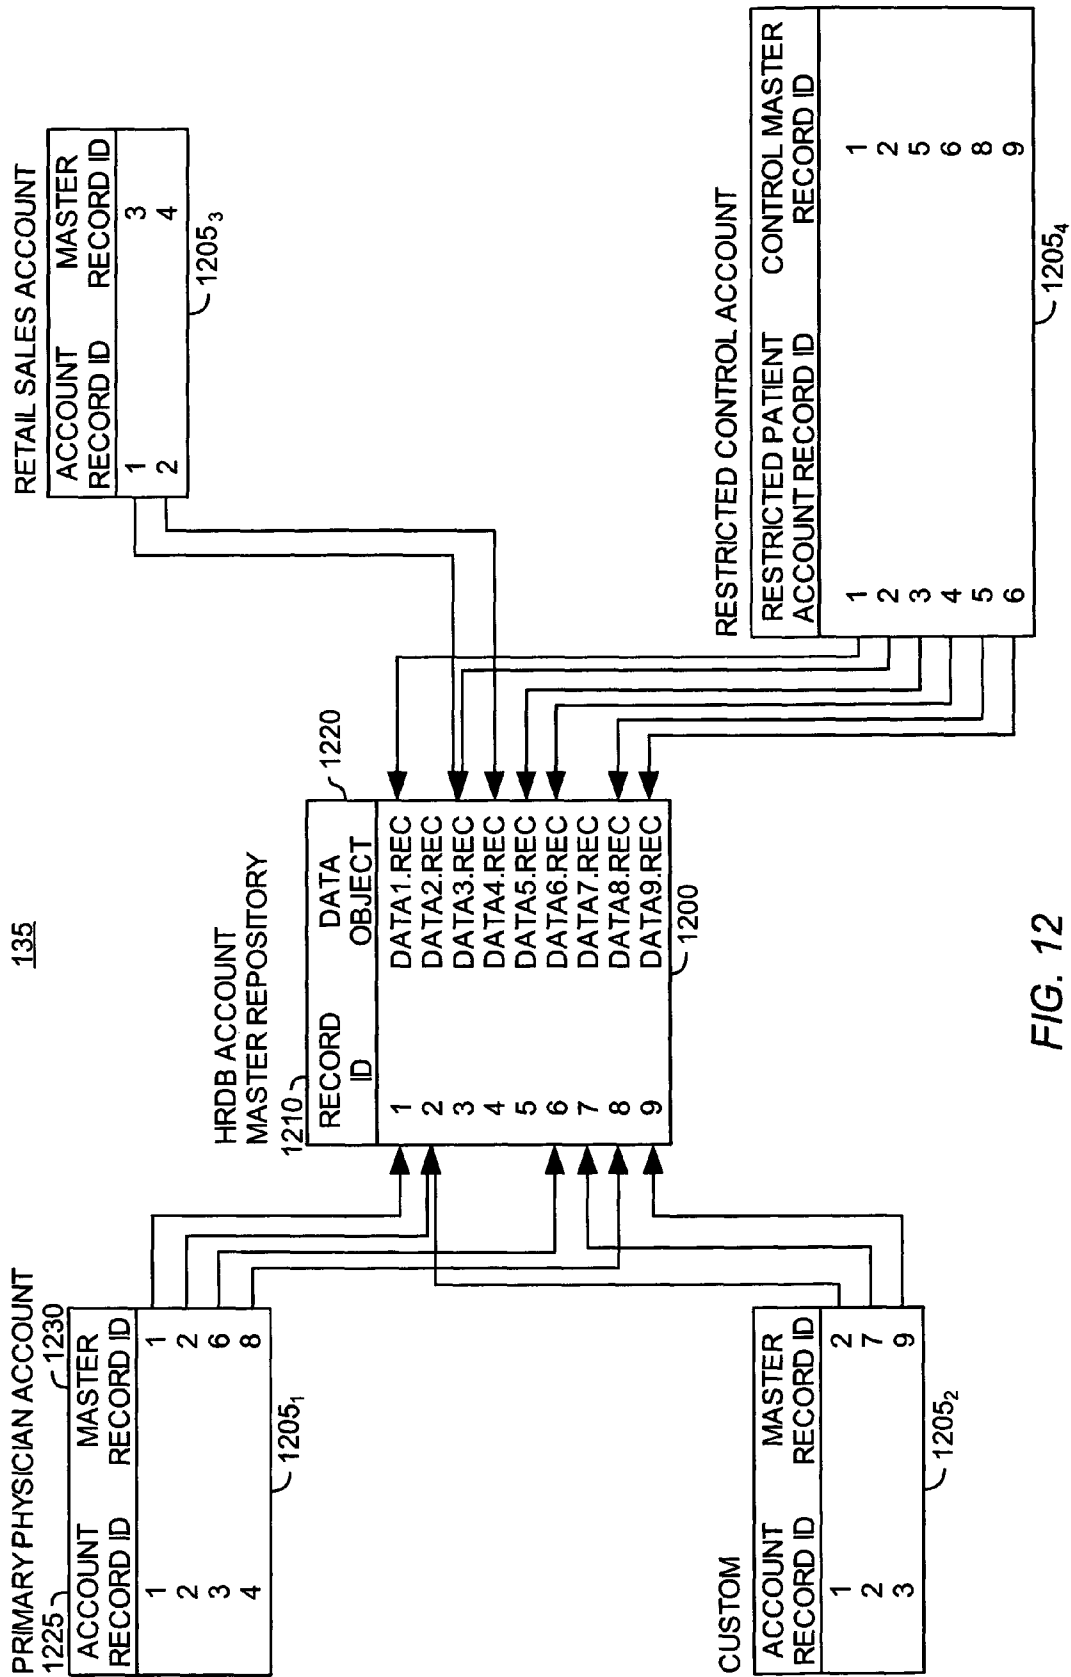 135
PRIMARY PHYSICIAN ACCOUNT
1225
1230
ACCOUNT RECORD ID
MASTER RECORD ID
1 1
2 2
3 6
4 8
1205₁
CUSTOM
ACCOUNT RECORD ID
MASTER RECORD ID
1 2
2 7
3 9
1205₂
HRDB ACCOUNT
MASTER REPOSITORY
1210
1220
RECORD ID
DATA OBJECT
1 DATA1.REC
2 DATA2.REC
3 DATA3.REC
4 DATA4.REC
5 DATA5.REC
6 DATA6.REC
7 DATA7.REC
8 DATA8.REC
9 DATA9.REC
1200
RETAIL SALES ACCOUNT
ACCOUNT RECORD ID
MASTER RECORD ID
1 3
2 4
1205₃
RESTRICTED CONTROL ACCOUNT
RESTRICTED PATIENT ACCOUNT RECORD ID
CONTROL MASTER RECORD ID
1 1
2 2
3 5
4 6
5 8
6 9
1205₄
FIG. 12